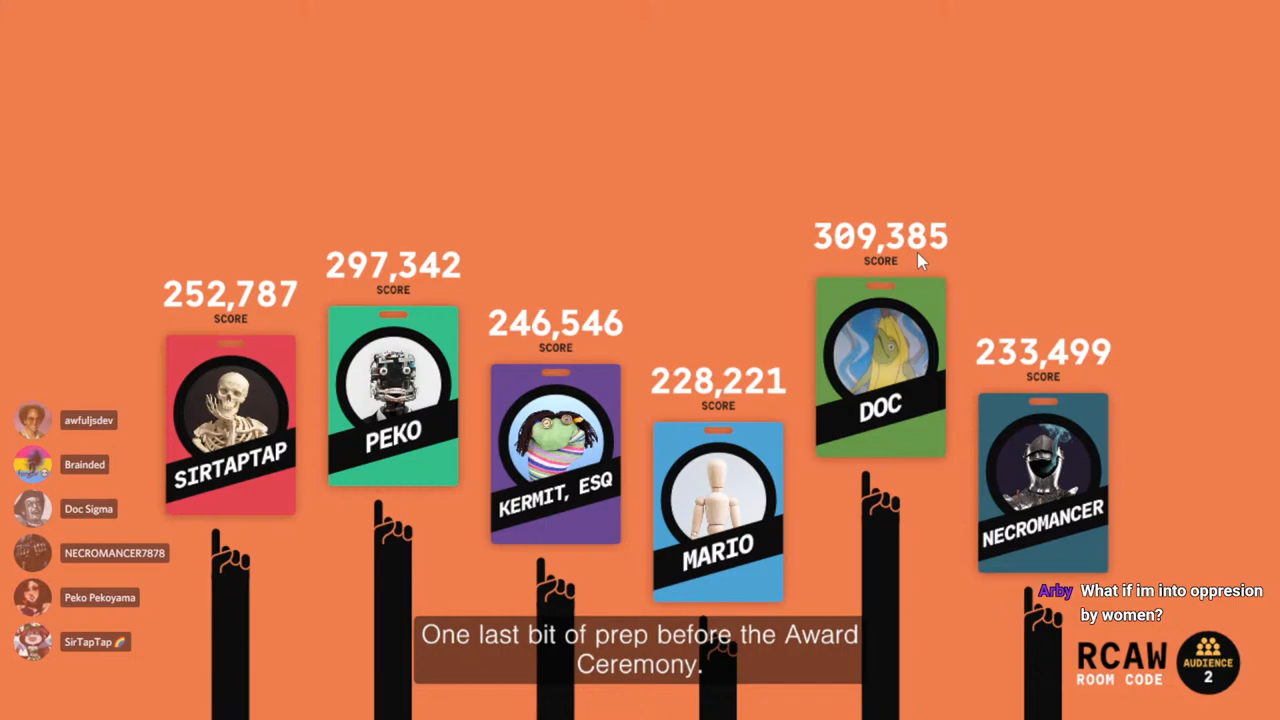 309,385
SCORE
297,342
SCORE
252,787
SCORE
246,546
SCORE
233,499
SCORE
228,221
SCORE
SIRTAPTAP
PEKO
KERMIT, ESQ
MARIO
DOC
NECROMANCER
awfuljsdev
Brainded
Doc Sigma
NECROMANCER7878
Peko Pekoyama
SirTapTap
Arby What if im into oppresion
by women?
One last bit of prep before the Award
Ceremony.
RCAW
ROOM CODE
AUDIENCE
2